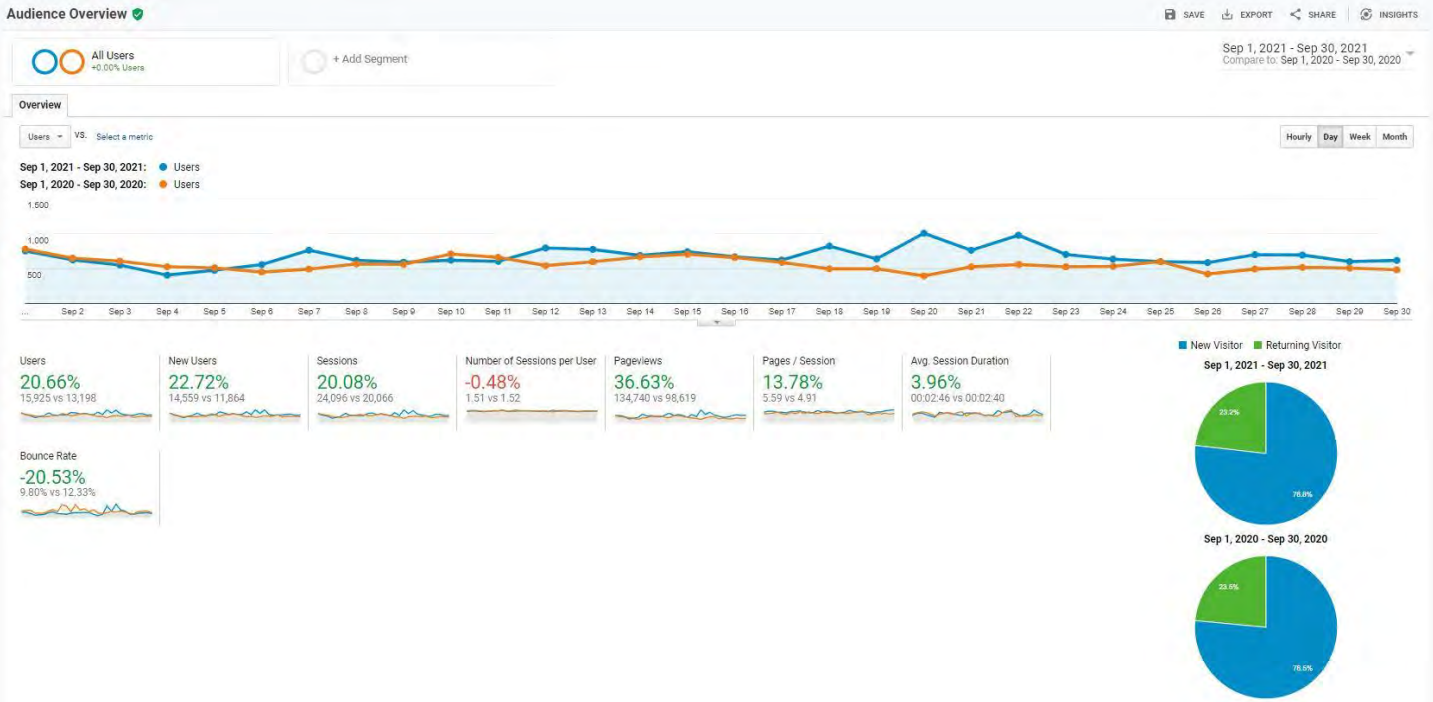 Audience Overview
SAVE EXPORT SHARE INSIGHTS
All Users
+0.00% Users
+ Add Segment
Sep 1, 2021 - Sep 30, 2021
Compare to: Sep 1, 2020 - Sep 30, 2020
Overview
Users VS. Select a metric
Hourly Day Week Month
Sep 1, 2021 - Sep 30, 2021: Users
Sep 1, 2020 - Sep 30, 2020: Users
1,500
1,000
500
... Sep 2 Sep 3 Sep 4 Sep 5 Sep 6 Sep 7 Sep 8 Sep 9 Sep 10 Sep 11 Sep 12 Sep 13 Sep 14 Sep 15 Sep 16 Sep 17 Sep 18 Sep 19 Sep 20 Sep 21 Sep 22 Sep 23 Sep 24 Sep 25 Sep 26 Sep 27 Sep 28 Sep 29 Sep 30
Users
20.66%
15,925 vs 13,198
New Users
22.72%
14,559 vs 11,864
Sessions
20.08%
24,096 vs 20,066
Number of Sessions per User
-0.48%
1.51 vs 1.52
Pageviews
36.63%
134,740 vs 98,619
Pages / Session
13.78%
5.59 vs 4.91
Avg. Session Duration
3.96%
00:02:46 vs 00:02:40
Bounce Rate
-20.53%
9.80% vs 12.33%
New Visitor Returning Visitor
Sep 1, 2021 - Sep 30, 2021
23.2%
76.8%
Sep 1, 2020 - Sep 30, 2020
23.5%
76.5%